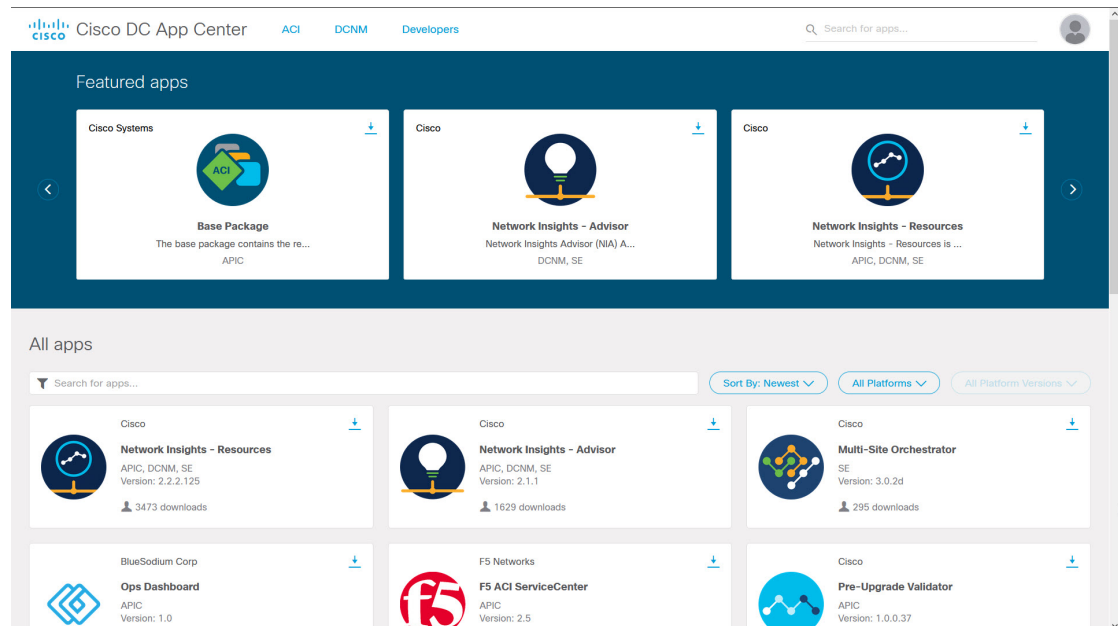 CISCO Cisco DC App Center ACI DCNM Developers Search for apps...
Featured apps
Cisco Systems
ACI
Base Package
The base package contains the re...
APIC
Cisco
Network Insights - Advisor
Network Insights Advisor (NIA) A...
DCNM, SE
Cisco
Network Insights - Resources
Network Insights - Resources is ...
APIC, DCNM, SE
All apps
Search for apps...
Sort By: Newest
All Platforms
All Platform Versions
Cisco
Network Insights - Resources
APIC, DCNM, SE
Version: 2.2.2.125
3473 downloads
Cisco
Network Insights - Advisor
APIC, DCNM, SE
Version: 2.1.1
1629 downloads
Cisco
Multi-Site Orchestrator
SE
Version: 3.0.2d
295 downloads
BlueSodium Corp
Ops Dashboard
APIC
Version: 1.0
F5 Networks
f5
F5 ACI ServiceCenter
APIC
Version: 2.5
Cisco
Pre-Upgrade Validator
APIC
Version: 1.0.0.37